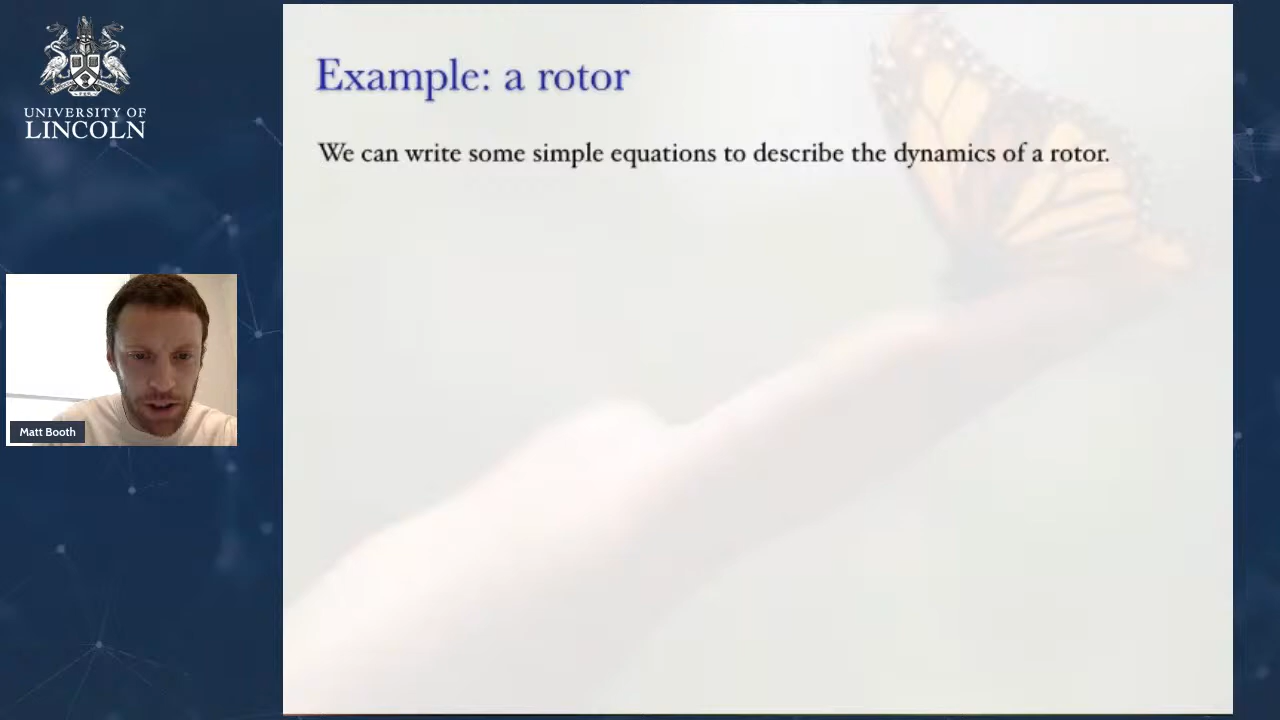 UNIVERSITY OF
LINCOLN
Example: a rotor
We can write some simple equations to describe the dynamics of a rotor.
Matt Booth